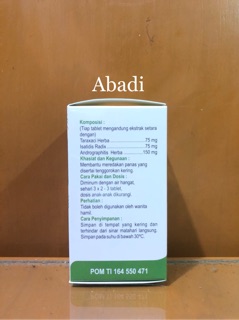 Abadi
Komposisi :
(Tiap tablet mengandung ekstrak setara
dengan)
Taraxaci Herba ................75 mg
Isatidis Radix ...................75 mg
Andrographitis Herba ..........150 mg
Khasiat dan Kegunaan :
Membantu meredakan panas yang
disertai tenggorokan kering.
Cara Pakai dan Dosis :
Diminum dengan air hangat,
sehari 3 x 2 - 3 tablet,
dosis anak-anak dikurangi.
Perhatian :
Tidak boleh digunakan oleh wanita
hamil.
Cara Penyimpanan :
Simpan di tempat yang kering dan
terhindar dari sinar matahari langsung.
Simpan pada suhu di bawah 30°C.
POM TI 164 550 471